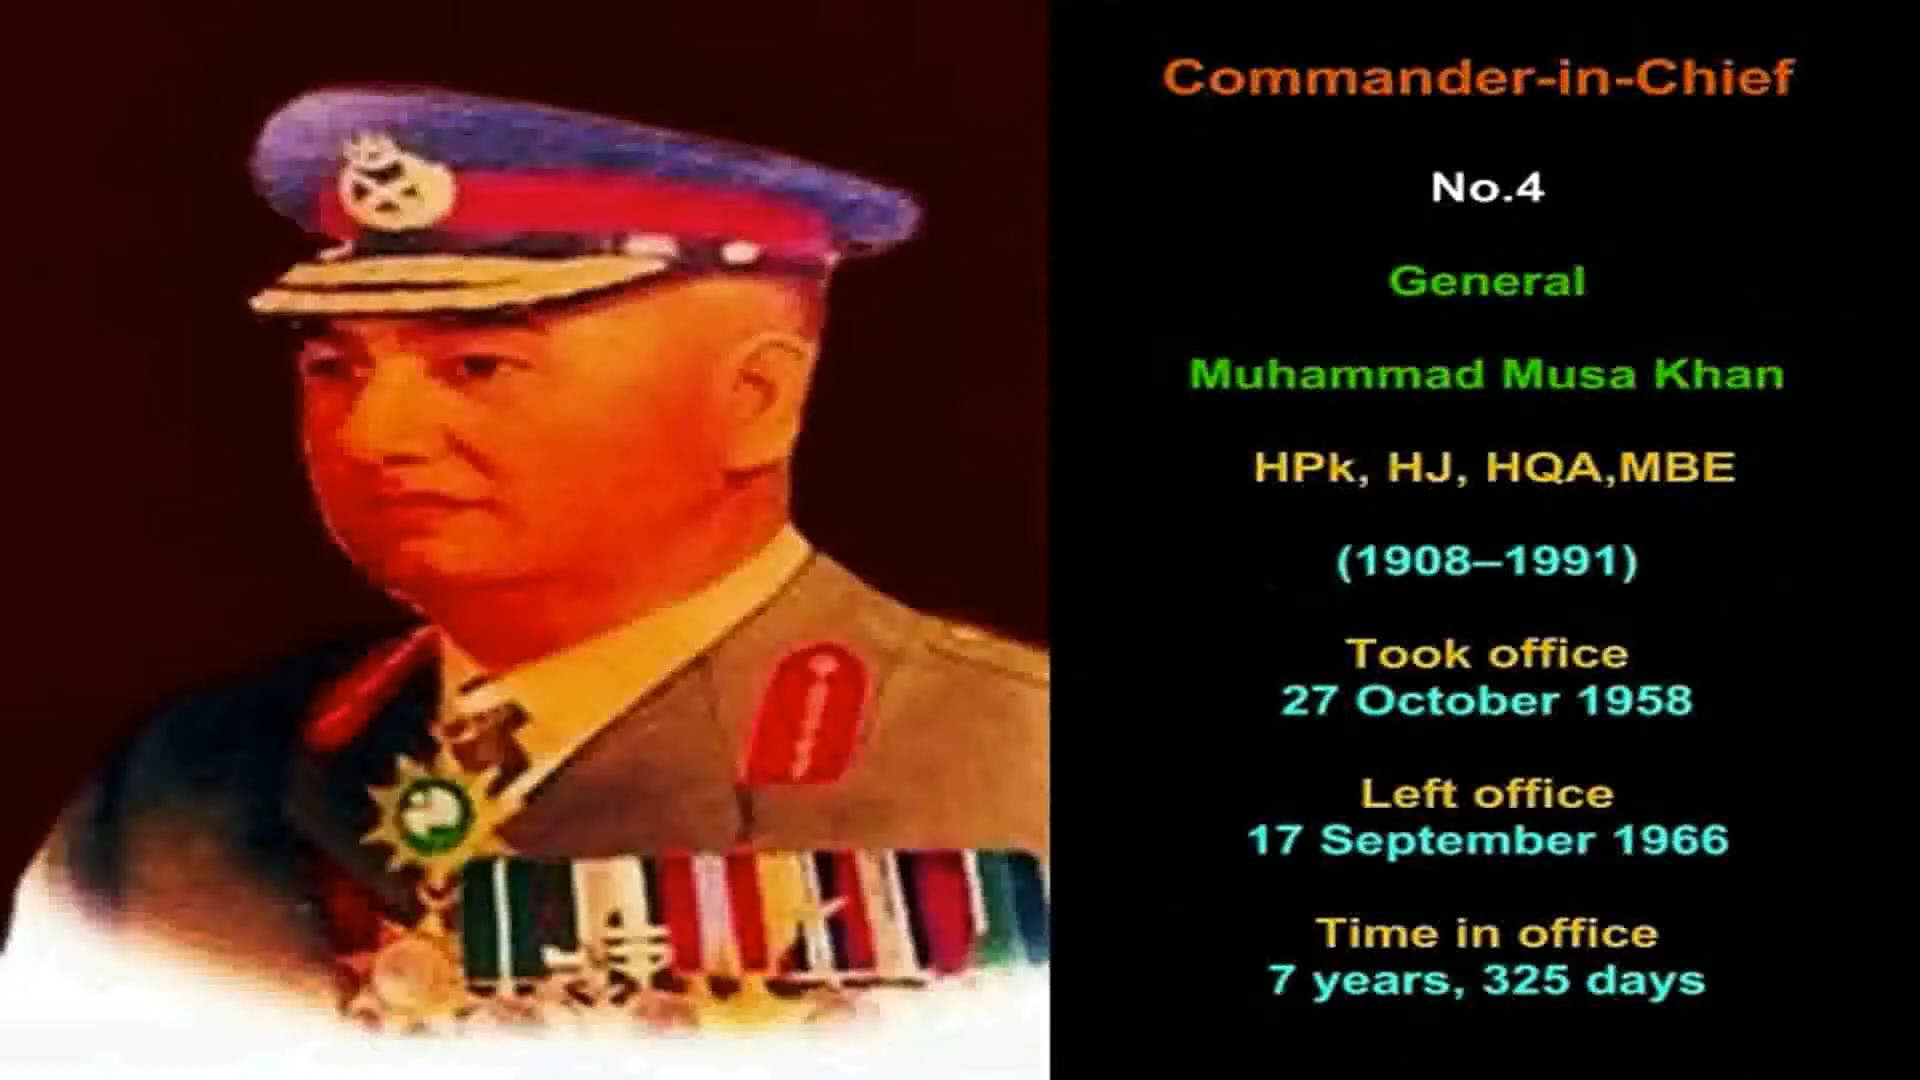 Commander-in-Chief
No.4
General
Muhammad Musa Khan
HPk, HJ, HQA,MBE
(1908–1991)
Took office
27 October 1958
Left office
17 September 1966
Time in office
7 years, 325 days